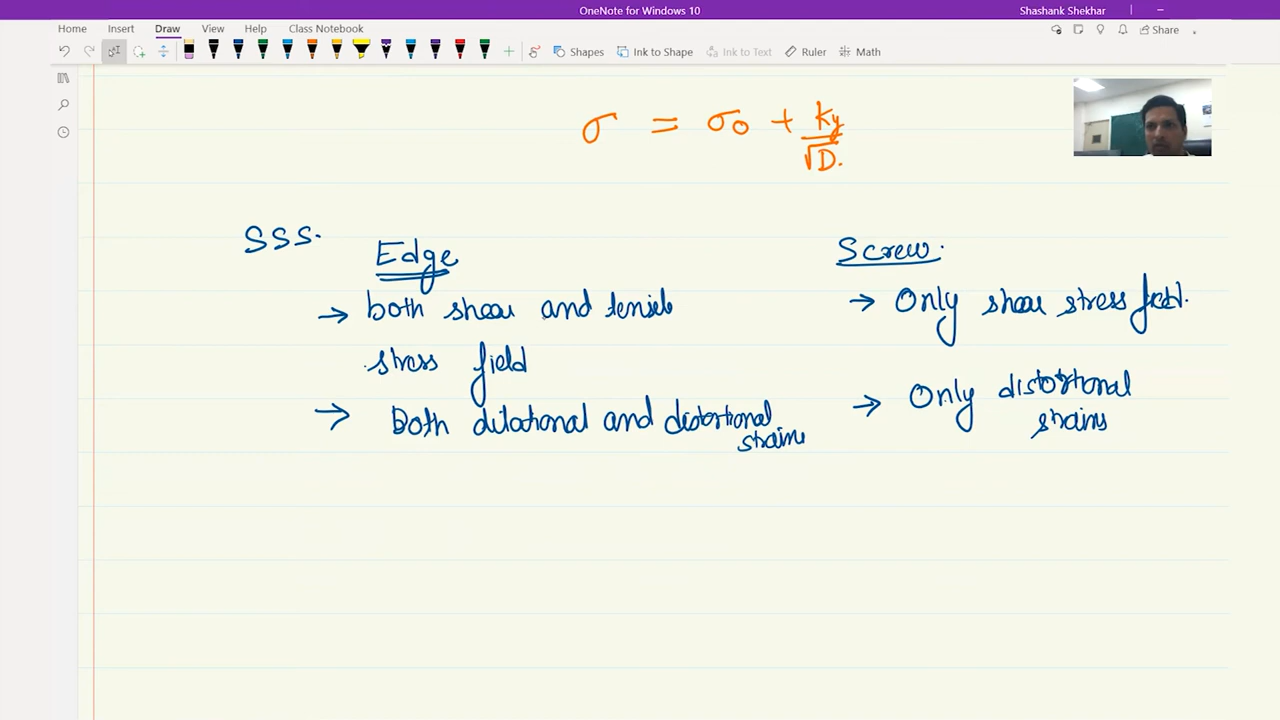 OneNote for Windows 10
Shashank Shekhar
Home Insert Draw View Help Class Notebook
Share
Shapes Ink to Shape Ink to Text Ruler Math
σ = σ₀ + ky/√D.
SSS.
Edge
Screw.
→ both shear and tensile
stress field
→ Only shear stress field.
→ Both dilational and distortional
strains
→ Only distortional
strains